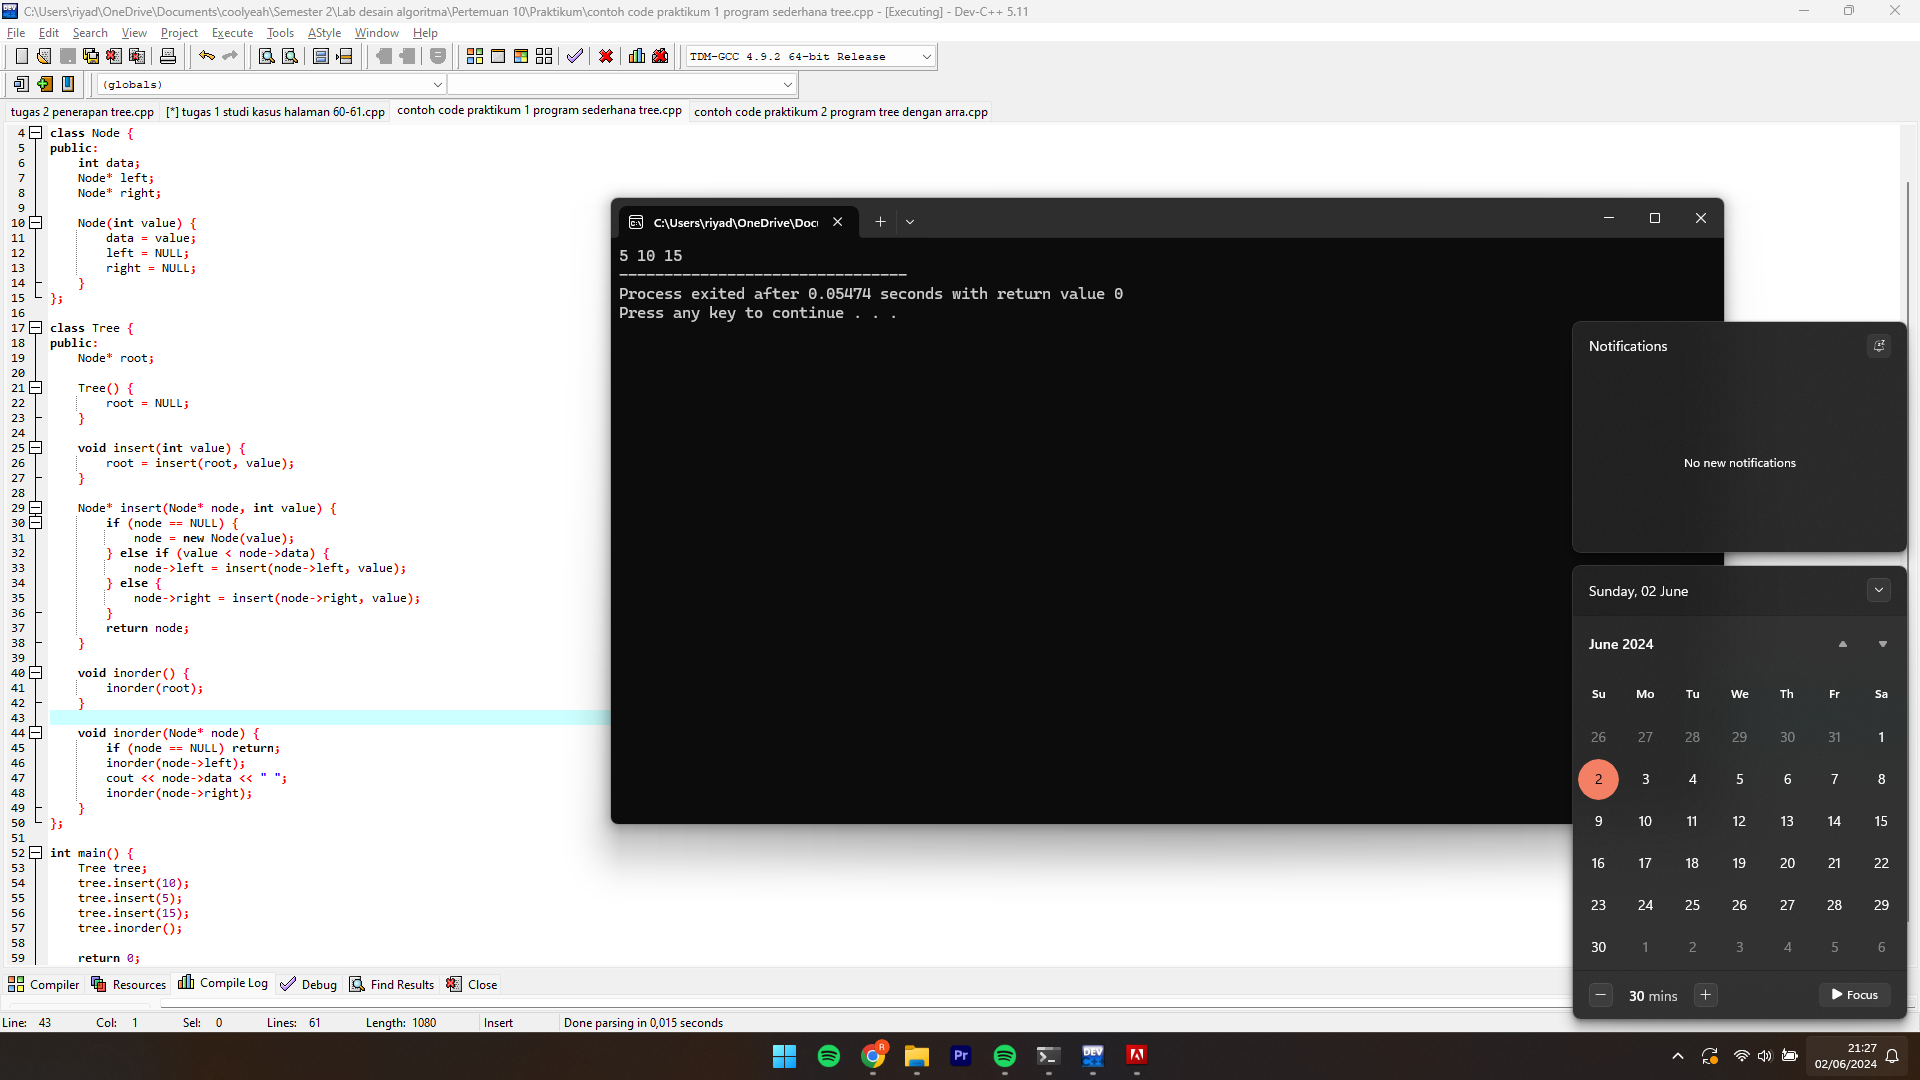 C:\Users\riyad\OneDrive\Documents\coolyeah\Semester 2\Lab desain algoritma\Pertemuan 10\Praktikum\contoh code praktikum 1 program sederhana tree.cpp - [Executing] - Dev-C++ 5.11
File Edit Search View Project Execute Tools AStyle Window Help
TDM-GCC 4.9.2 64-bit Release
(globals)
tugas 2 penerapan tree.cpp [*] tugas 1 studi kasus halaman 60-61.cpp contoh code praktikum 1 program sederhana tree.cpp contoh code praktikum 2 program tree dengan arra.cpp
4 class Node {
5 public:
6 int data;
7 Node* left;
8 Node* right;
9
10 Node(int value) {
11 data = value;
12 left = NULL;
13 right = NULL;
14 }
15 };
16
17 class Tree {
18 public:
19 Node* root;
20
21 Tree() {
22 root = NULL;
23 }
24
25 void insert(int value) {
26 root = insert(root, value);
27 }
28
29 Node* insert(Node* node, int value) {
30 if (node == NULL) {
31 node = new Node(value);
32 } else if (value < node->data) {
33 node->left = insert(node->left, value);
34 } else {
35 node->right = insert(node->right, value);
36 }
37 return node;
38 }
39
40 void inorder() {
41 inorder(root);
42 }
43
44 void inorder(Node* node) {
45 if (node == NULL) return;
46 inorder(node->left);
47 cout << node->data << " ";
48 inorder(node->right);
49 }
50 };
51
52 int main() {
53 Tree tree;
54 tree.insert(10);
55 tree.insert(5);
56 tree.insert(15);
57 tree.inorder();
58
59 return 0;
C:\Users\riyad\OneDrive\Docu
5 10 15
--------------------------------
Process exited after 0.05474 seconds with return value 0
Press any key to continue . . .
Notifications
No new notifications
Sunday, 02 June
June 2024
Su Mo Tu We Th Fr Sa
26 27 28 29 30 31 1
2 3 4 5 6 7 8
9 10 11 12 13 14 15
16 17 18 19 20 21 22
23 24 25 26 27 28 29
30 1 2 3 4 5 6
30 mins
Focus
Compiler Resources Compile Log Debug Find Results Close
Line: 43 Col: 1 Sel: 0 Lines: 61 Length: 1080 Insert Done parsing in 0,015 seconds
R
Pr
DEV C++
21:27
02/06/2024